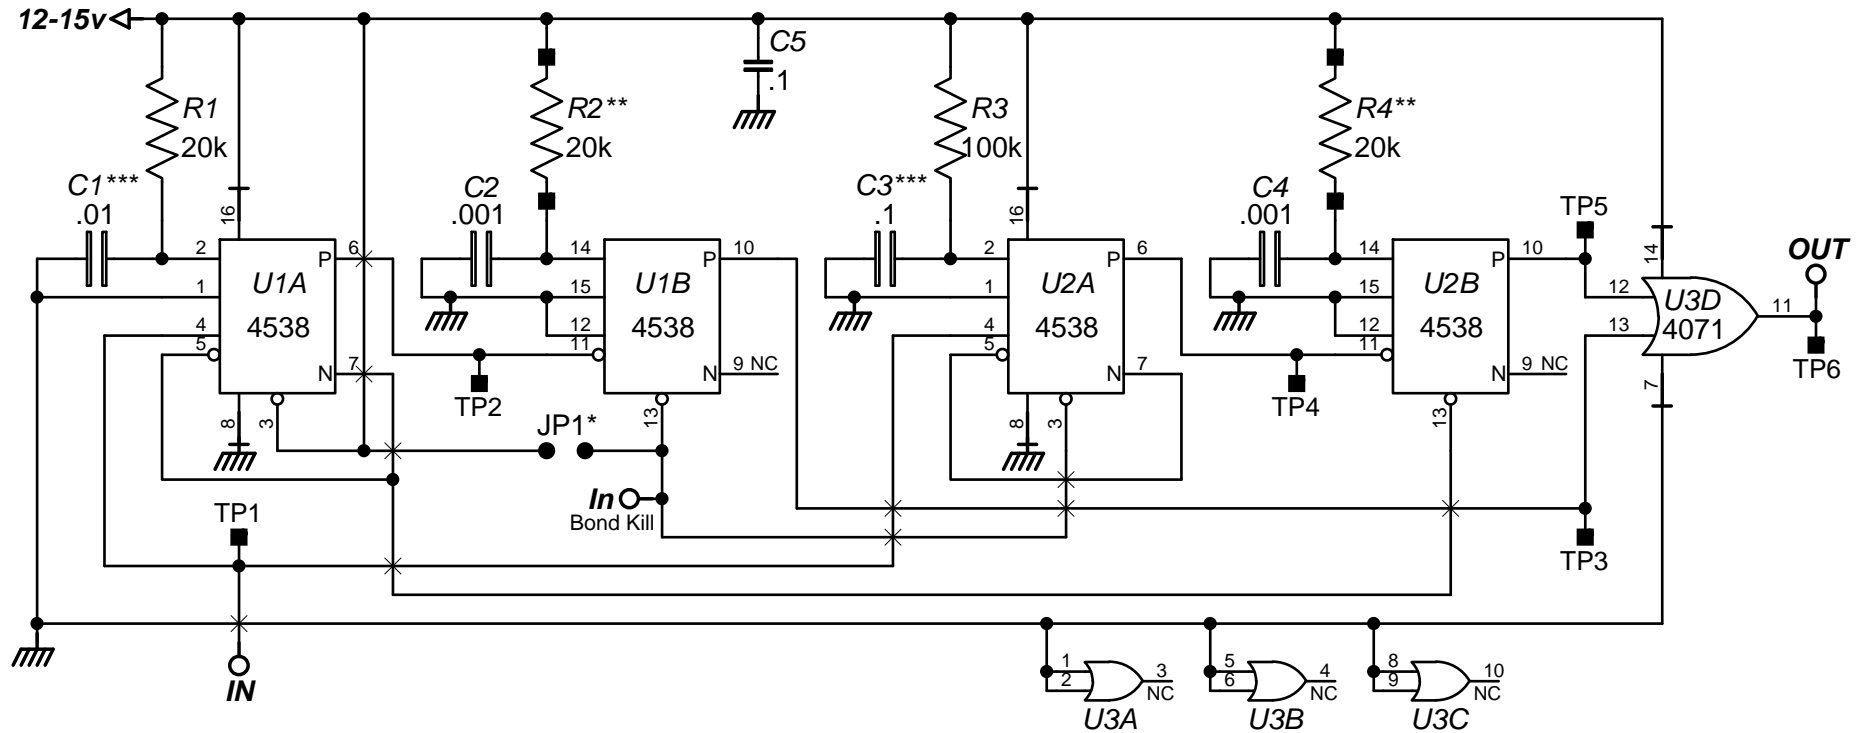 12-15v
C5
.1
R1
20k
R2**
20k
R3
100k
R4**
20k
C1***
.01
C2
.001
C3***
.1
C4
.001
TP5
OUT
16
2
P
6
U1A
4538
1
4
5
N
7
8
3
14
P
10
U1B
4538
15
12
11
N
9 NC
13
16
2
P
6
U2A
4538
1
4
5
N
7
8
3
14
P
10
U2B
4538
15
12
11
N
9 NC
13
14
12
13
U3D
4071
11
7
TP6
TP2
JP1*
TP4
In
Bond Kill
TP1
TP3
IN
1
2
3
NC
U3A
5
6
4
NC
U3B
8
9
10
NC
U3C